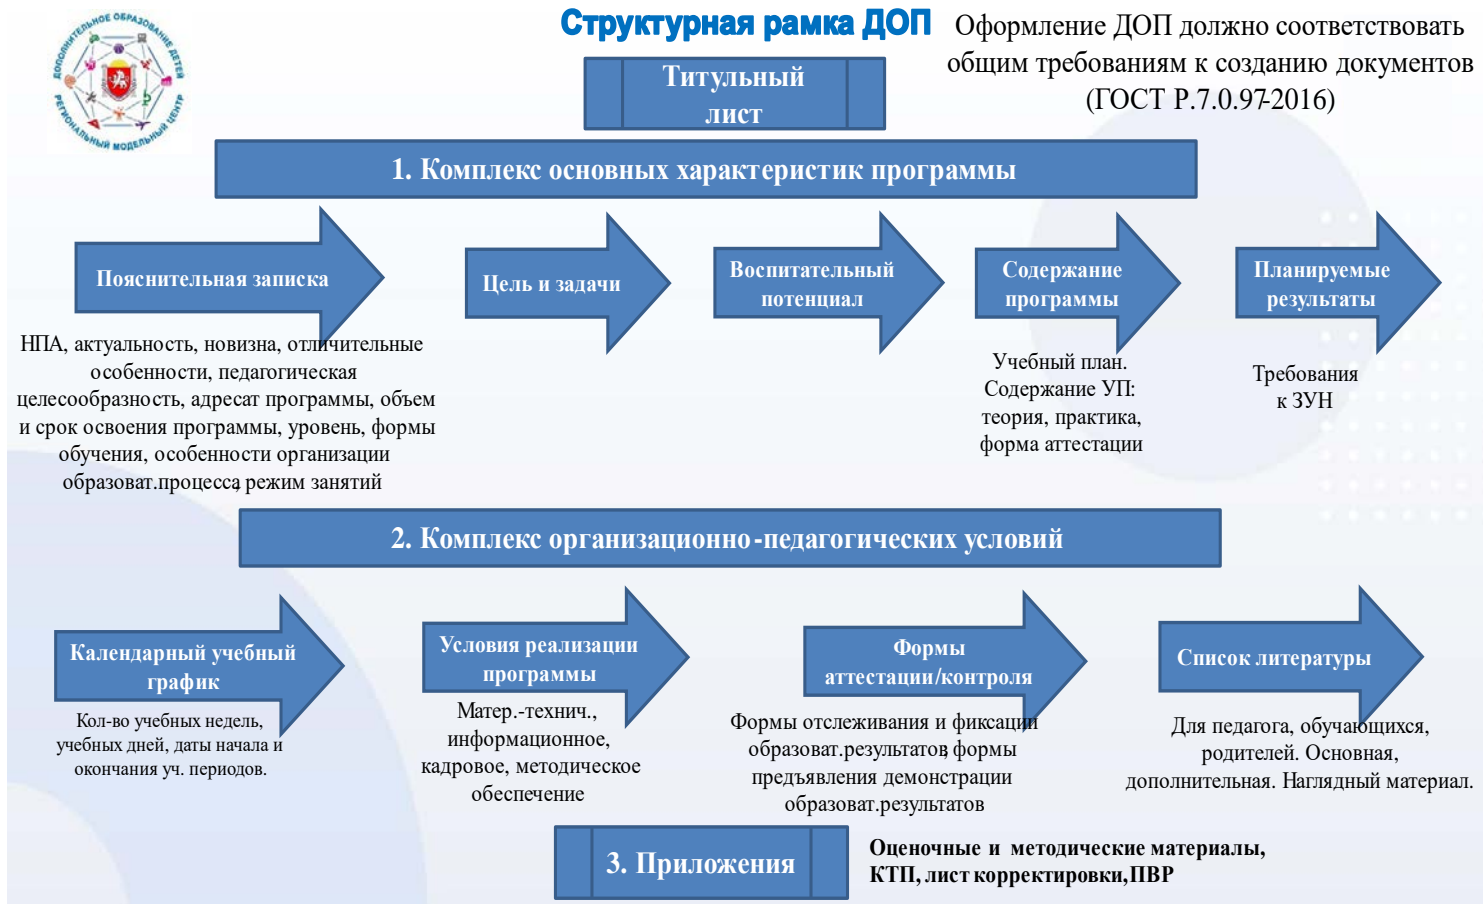 ДОПОЛНИТЕЛЬНОЕ ОБРАЗОВАНИЕ ДЕТЕЙ
РЕГИОНАЛЬНЫЙ МОДЕЛЬНЫЙ ЦЕНТР
Структурная рамка ДОП
Оформление ДОП должно соответствовать
общим требованиям к созданию документов
(ГОСТ Р.7.0.97-2016)
Титульный
лист
1. Комплекс основных характеристик программы
Пояснительная записка
НПА, актуальность, новизна, отличительные
особенности, педагогическая
целесообразность, адресат программы, объем
и срок освоения программы, уровень, формы
обучения, особенности организации
образоват.процесса, режим занятий
Цель и задачи
Воспитательный
потенциал
Содержание
программы
Учебный план.
Содержание УП:
теория, практика,
форма аттестации
Планируемые
результаты
Требования
к ЗУН
2. Комплекс организационно-педагогических условий
Календарный учебный
график
Кол-во учебных недель,
учебных дней, даты начала и
окончания уч. периодов.
Условия реализации
программы
Матер.-технич.,
информационное,
кадровое, методическое
обеспечение
Формы
аттестации/контроля
Формы отслеживания и фиксации
образоват.результатов, формы
предъявления демонстрации
образоват.результатов
Список литературы
Для педагога, обучающихся,
родителей. Основная,
дополнительная. Наглядный материал.
3. Приложения
Оценочные и методические материалы,
КТП, лист корректировки, ПВР